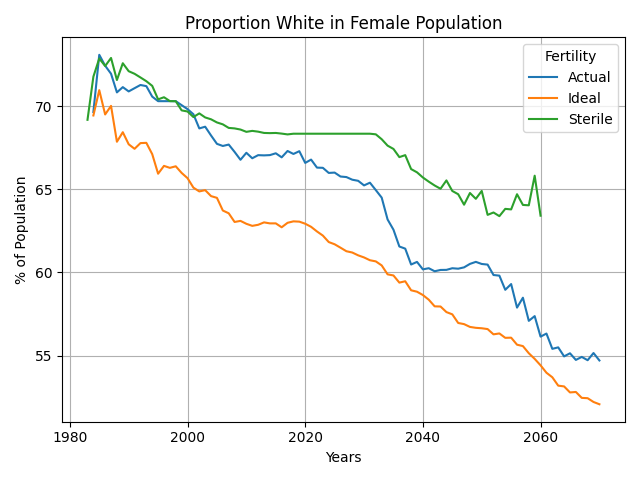 Proportion White in Female Population
% of Population
70
65
60
55
Fertility
Actual
Ideal
Sterile
1980 2000 2020 2040 2060
Years